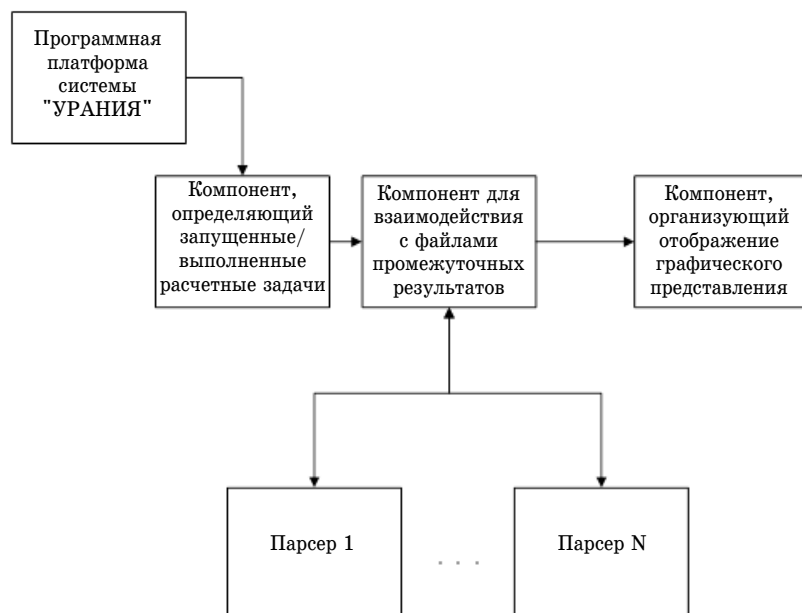 Программная
платформа
системы
"УРАНИЯ"
Компонент,
определяющий
запущенные/
выполненные
расчетные задачи
Компонент для
взаимодействия
с файлами
промежуточных
результатов
Компонент,
организующий
отображение
графического
представления
Парсер 1
. . .
Парсер N